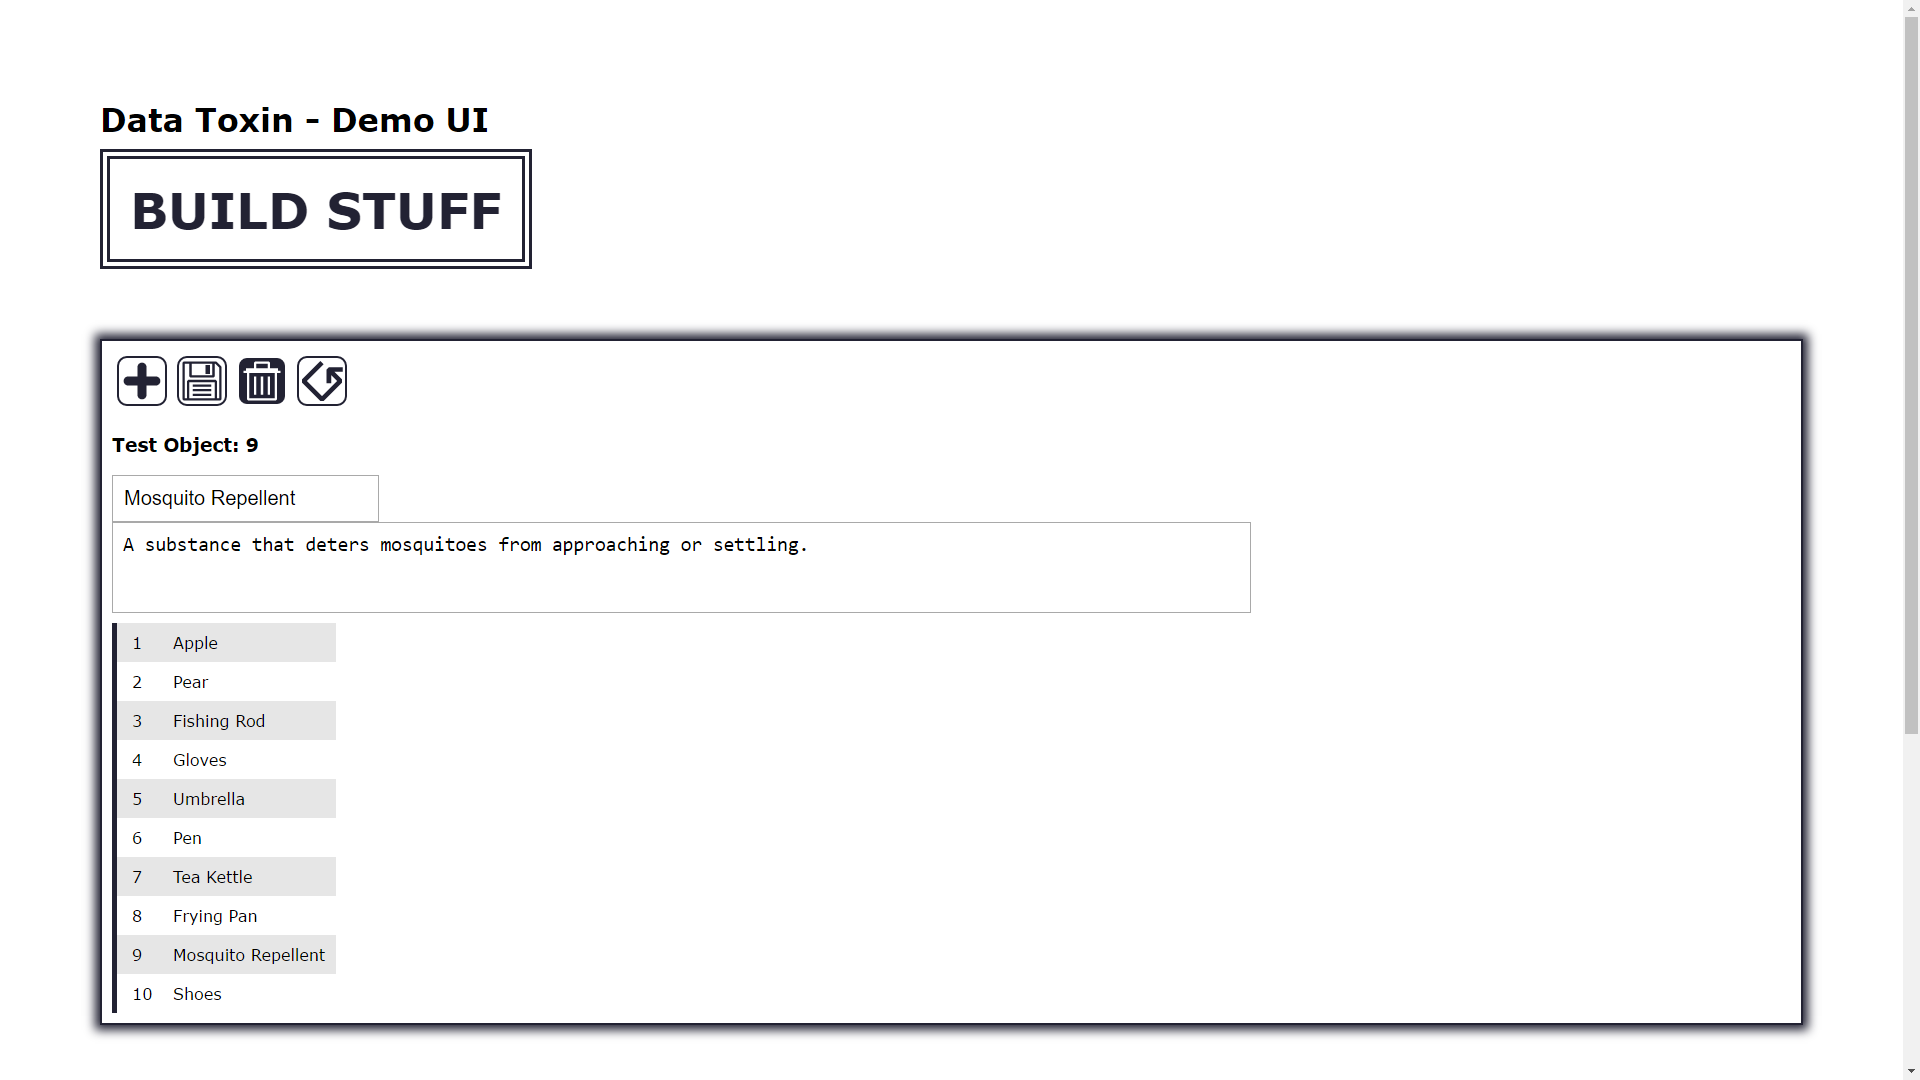 Data Toxin - Demo UI
BUILD STUFF
Test Object: 9
Mosquito Repellent
A substance that deters mosquitoes from approaching or settling.
1 Apple
2 Pear
3 Fishing Rod
4 Gloves
5 Umbrella
6 Pen
7 Tea Kettle
8 Frying Pan
9 Mosquito Repellent
10 Shoes